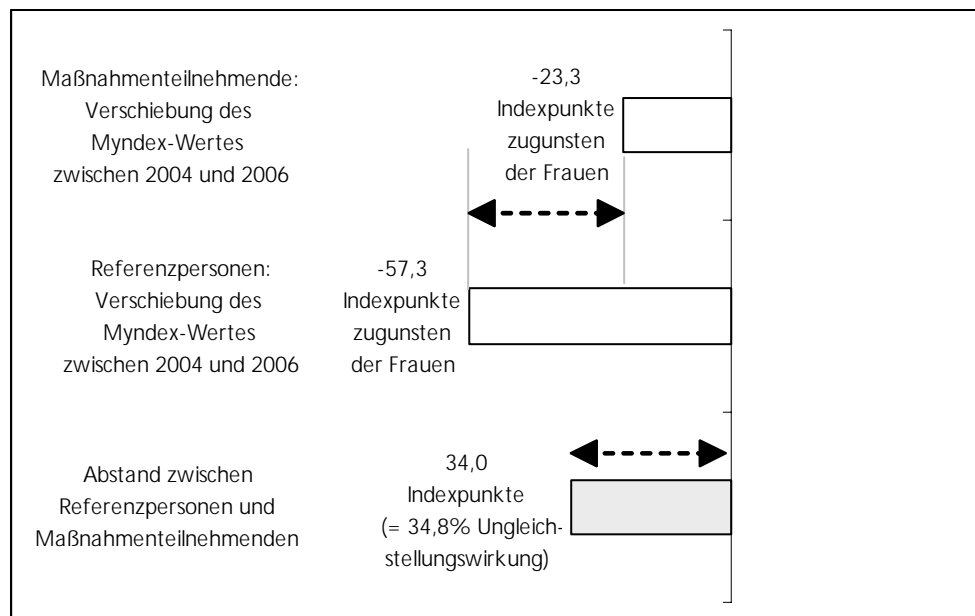 Maßnahmenteilnehmende:
Verschiebung des
Myndex-Wertes
zwischen 2004 und 2006
-23,3
Indexpunkte
zugunsten
der Frauen
Referenzpersonen:
Verschiebung des
Myndex-Wertes
zwischen 2004 und 2006
-57,3
Indexpunkte
zugunsten
der Frauen
Abstand zwischen
Referenzpersonen und
Maßnahmenteilnehmenden
34,0
Indexpunkte
(= 34,8% Ungleich-
stellungswirkung)